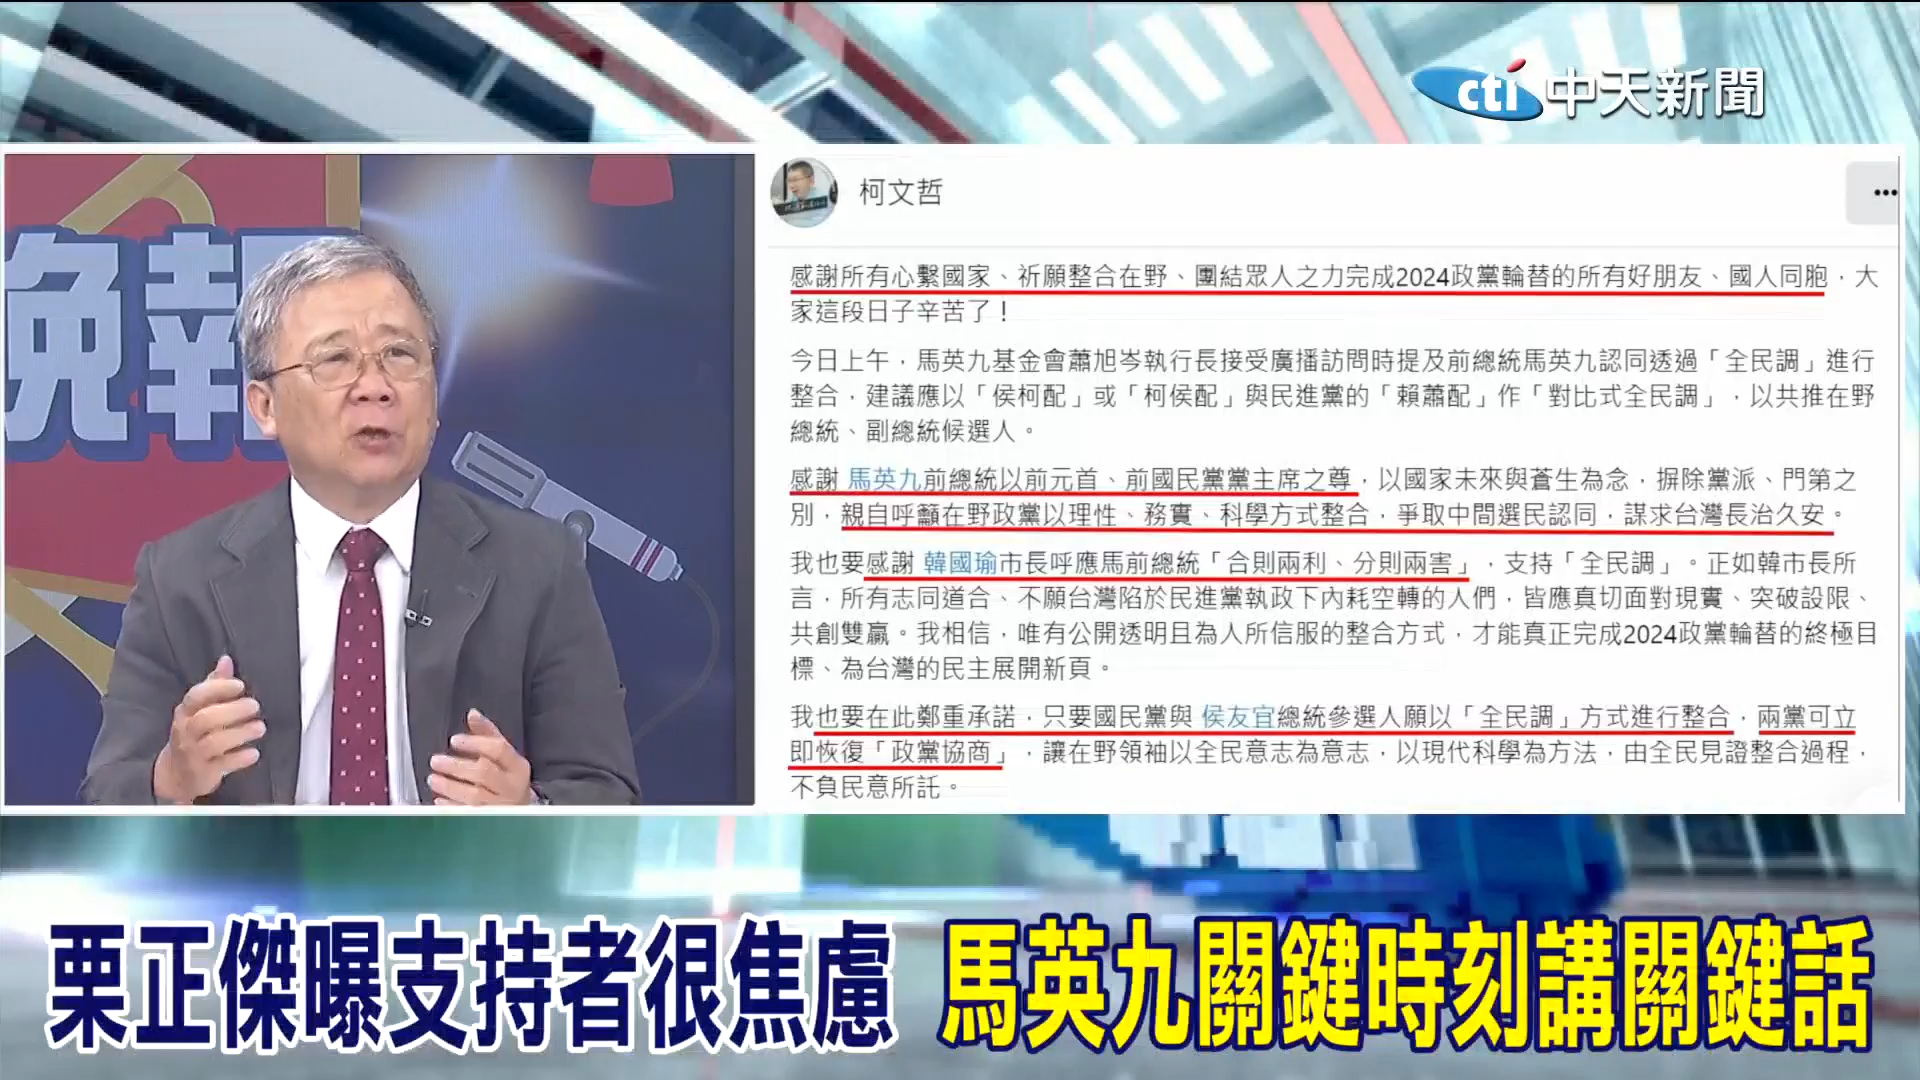 cti 中天新聞
晚報
柯文哲
感謝所有心繫國家、祈願整合在野、團結眾人之力完成2024政黨輪替的所有好朋友、國人同胞，大
家這段日子辛苦了！
今日上午，馬英九基金會蕭旭岑執行長接受廣播訪問時提及前總統馬英九認同透過「全民調」進行
整合，建議應以「侯柯配」或「柯侯配」與民進黨的「賴蕭配」作「對比式全民調」，以共推在野
總統、副總統候選人。
感謝 馬英九前總統以前元首、前國民黨黨主席之尊，以國家未來與蒼生為念，摒除黨派、門第之
別，親自呼籲在野政黨以理性、務實、科學方式整合，爭取中間選民認同，謀求台灣長治久安。
我也要感謝 韓國瑜市長呼應馬前總統「合則兩利、分則兩害」，支持「全民調」。正如韓市長所
言，所有志同道合、不願台灣陷於民進黨執政下內耗空轉的人們，皆應真切面對現實、突破設限、
共創雙贏。我相信，唯有公開透明且為人所信服的整合方式，才能真正完成2024政黨輪替的終極目
標、為台灣的民主展開新頁。
我也要在此鄭重承諾，只要國民黨與 侯友宜總統參選人願以「全民調」方式進行整合，兩黨可立
即恢復「政黨協商」，讓在野領袖以全民意志為意志，以現代科學為方法，由全民見證整合過程，
不負民意所託。
栗正傑曝支持者很焦慮 馬英九關鍵時刻講關鍵話